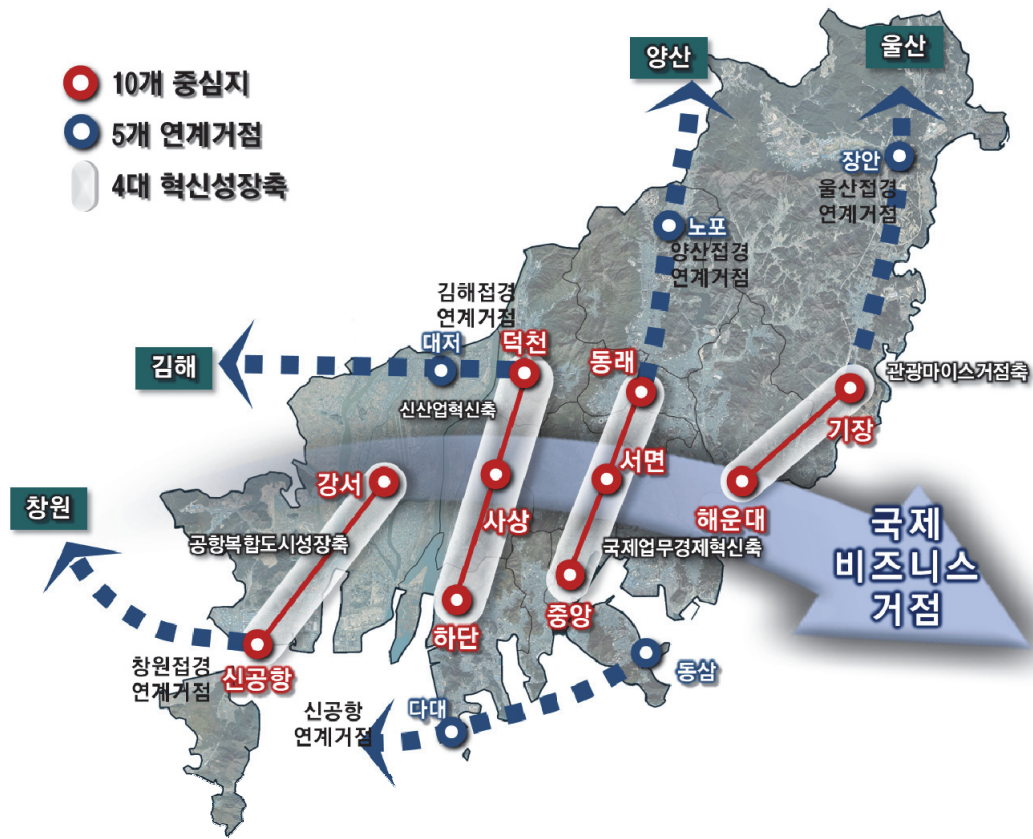 10개 중심지
5개 연계거점
4대 혁신성장축
양산
울산
장안
울산접경
연계거점
노포
양산접경
연계거점
김해접경
연계거점
대저
덕천
동래
김해
신산업혁신축
관광마이스거점축
기장
강서
사상
서면
해운대
창원
공항복합도시성장축
국제업무경제혁신축
국제
비즈니스
거점
하단
중앙
신공항
창원접경
연계거점
동삼
다대
신공항
연계거점